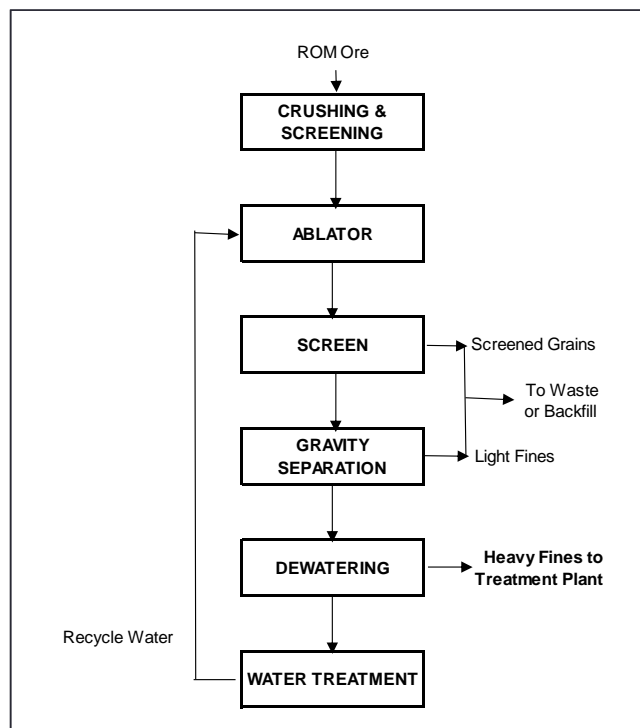 ROM Ore
CRUSHING &
SCREENING
ABLATOR
SCREEN
Screened Grains
To Waste
or Backfill
GRAVITY
SEPARATION
Light Fines
DEWATERING
Heavy Fines to
Treatment Plant
Recycle Water
WATER TREATMENT